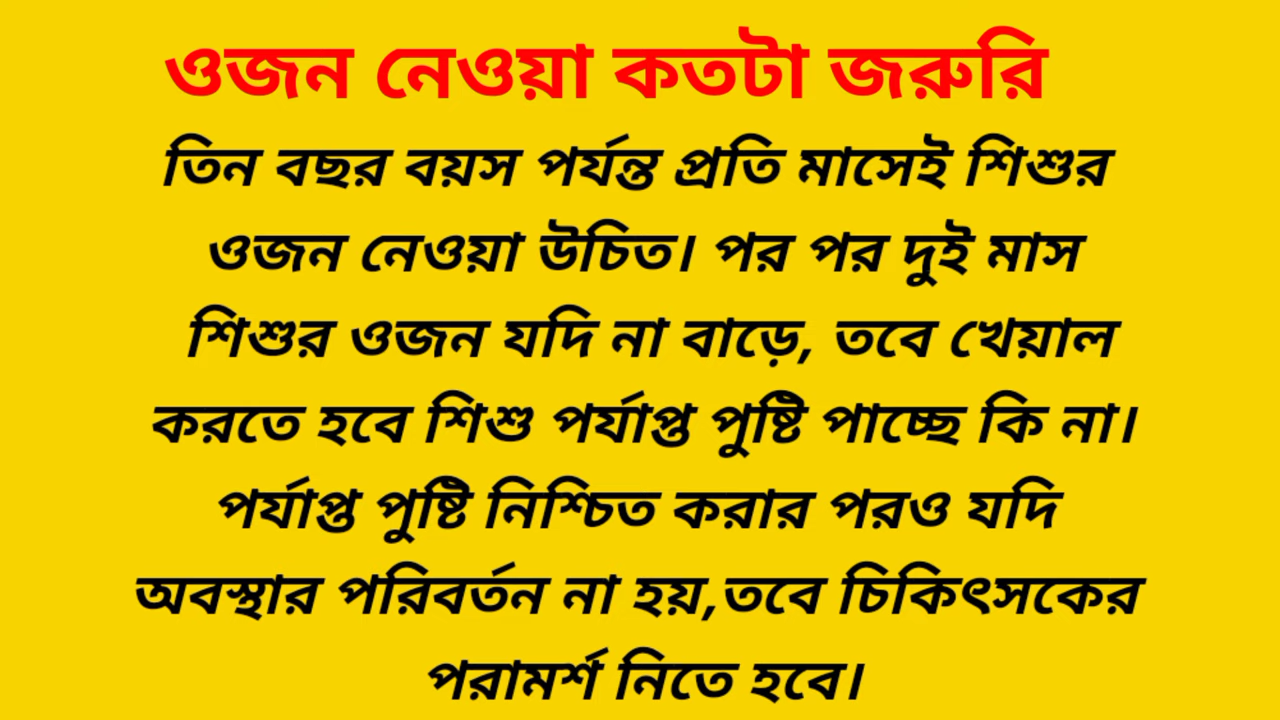 ওজন নেওয়া কতটা জরুরি
তিন বছর বয়স পর্যন্ত প্রতি মাসেই শিশুর
ওজন নেওয়া উচিত। পর পর দুই মাস
শিশুর ওজন যদি না বাড়ে, তবে খেয়াল
করতে হবে শিশু পর্যাপ্ত পুষ্টি পাচ্ছে কি না।
পর্যাপ্ত পুষ্টি নিশ্চিত করার পরও যদি
অবস্থার পরিবর্তন না হয়,তবে চিকিৎসকের
পরামর্শ নিতে হবে।